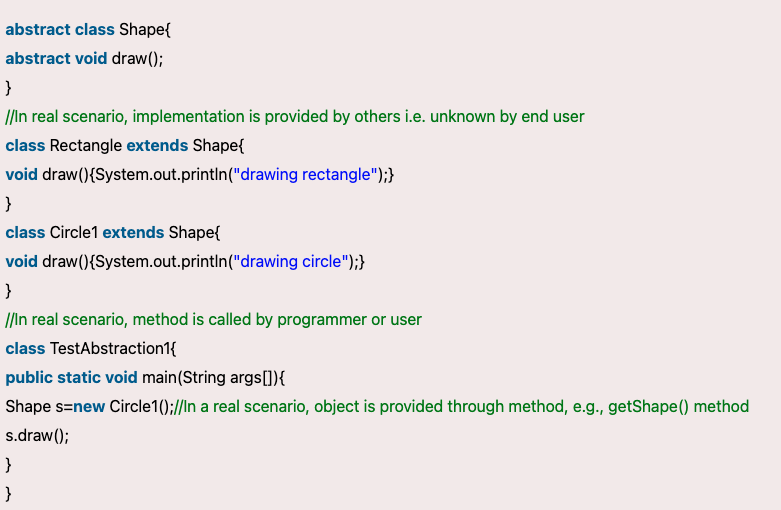 abstract class Shape{
abstract void draw();
}
//In real scenario, implementation is provided by others i.e. unknown by end user
class Rectangle extends Shape{
void draw(){System.out.println("drawing rectangle");}
}
class Circle1 extends Shape{
void draw(){System.out.println("drawing circle");}
}
//In real scenario, method is called by programmer or user
class TestAbstraction1{
public static void main(String args[]){
Shape s=new Circle1();//In a real scenario, object is provided through method, e.g., getShape() method
s.draw();
}
}